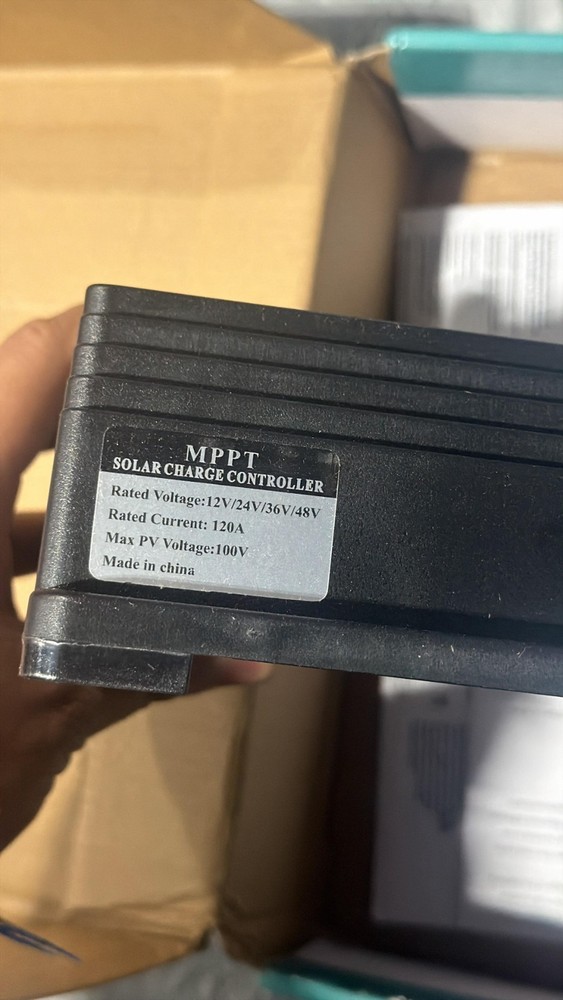 MPPT
SOLAR CHARGE CONTROLLER
Rated Voltage:12V/24V/36V/48V
Rated Current: 120A
Max PV Voltage:100V
Made in china